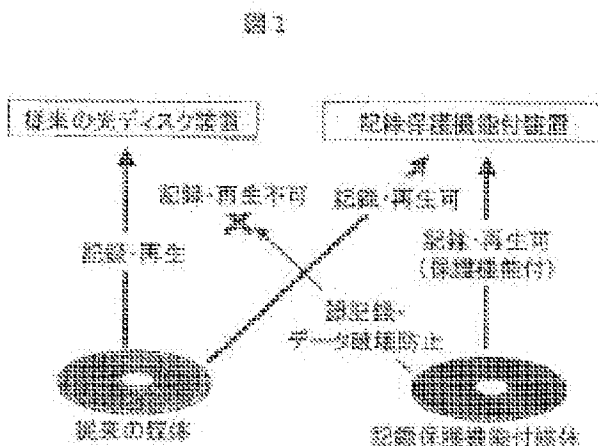 図1
従来の光ディスク装置
記録保護機能付装置
記録・再生不可
記録・再生可
記録・再生
記録・再生可
(保護機能付)
誤記録・
データ破壊防止
従来の媒体
記録保護機能付媒体